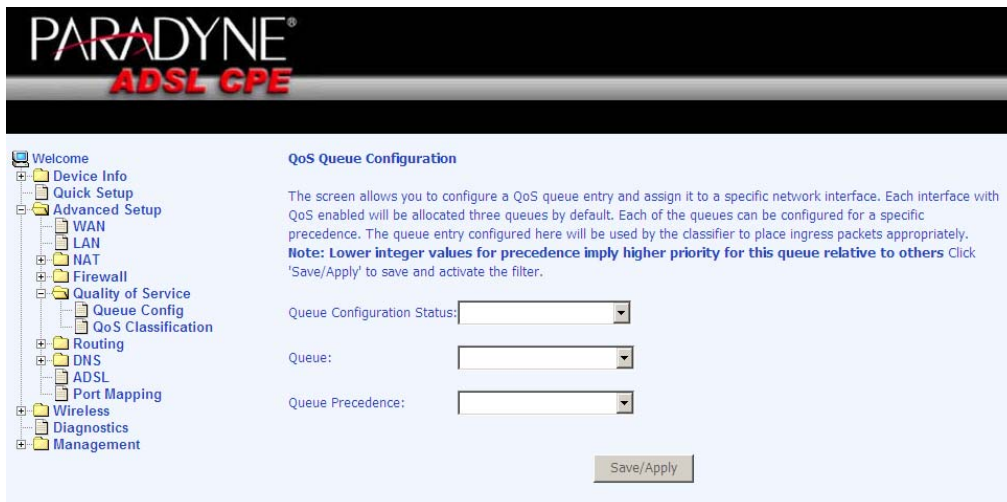 PARADYNE®
ADSL CPE
Welcome
Device Info
Quick Setup
Advanced Setup
WAN
LAN
NAT
Firewall
Quality of Service
Queue Config
QoS Classification
Routing
DNS
ADSL
Port Mapping
Wireless
Diagnostics
Management
QoS Queue Configuration
The screen allows you to configure a QoS queue entry and assign it to a specific network interface. Each interface with
QoS enabled will be allocated three queues by default. Each of the queues can be configured for a specific
precedence. The queue entry configured here will be used by the classifier to place ingress packets appropriately.
Note: Lower integer values for precedence imply higher priority for this queue relative to others Click
'Save/Apply' to save and activate the filter.
Queue Configuration Status:
Queue:
Queue Precedence:
Save/Apply